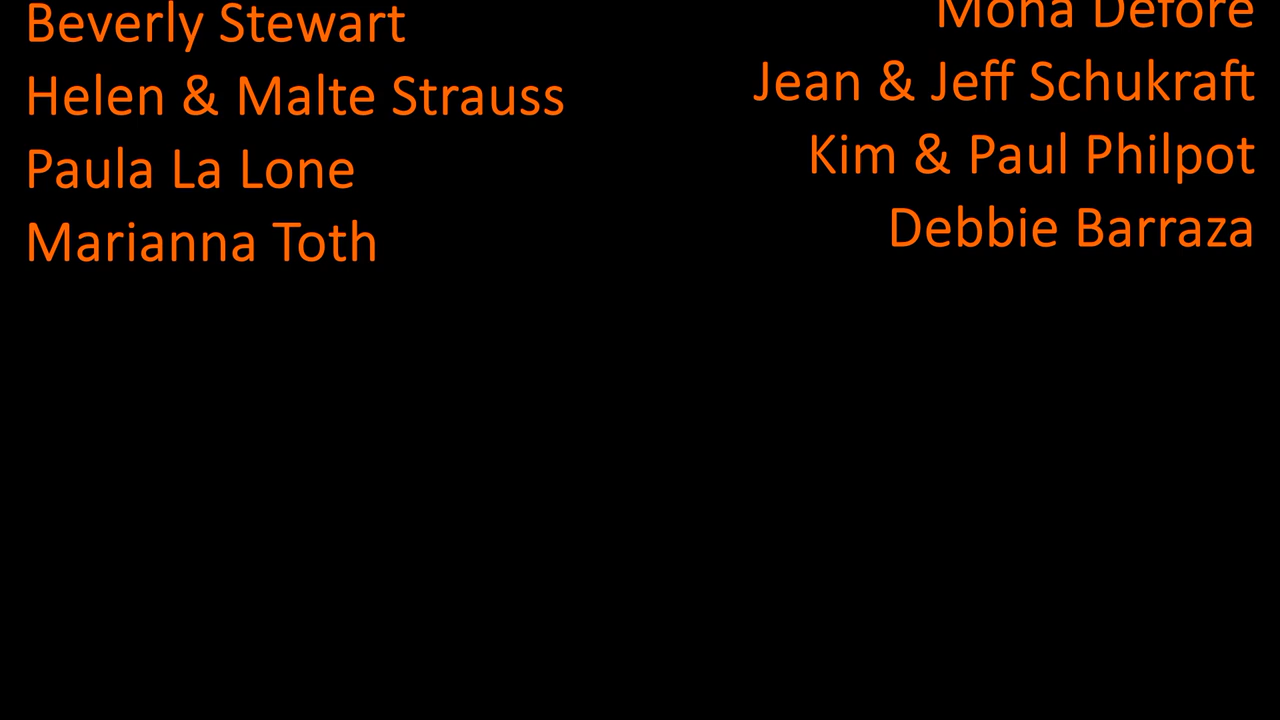 Beverly Stewart
Helen & Malte Strauss
Paula La Lone
Marianna Toth
Mona Defore
Jean & Jeff Schukraft
Kim & Paul Philpot
Debbie Barraza